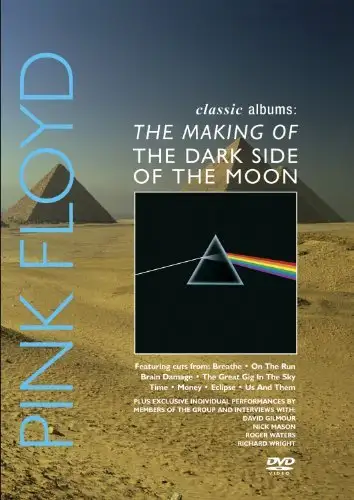 PINK FLOYD
classic albums:
THE MAKING OF
THE DARK SIDE
OF THE MOON
Featuring cuts from: Breathe • On The Run
Brain Damage • The Great Gig In The Sky
Time • Money • Eclipse • Us And Them
PLUS EXCLUSIVE INDIVIDUAL PERFORMANCES BY
MEMBERS OF THE GROUP AND INTERVIEWS WITH:
DAVID GILMOUR
NICK MASON
ROGER WATERS
RICHARD WRIGHT
DVD
VIDEO